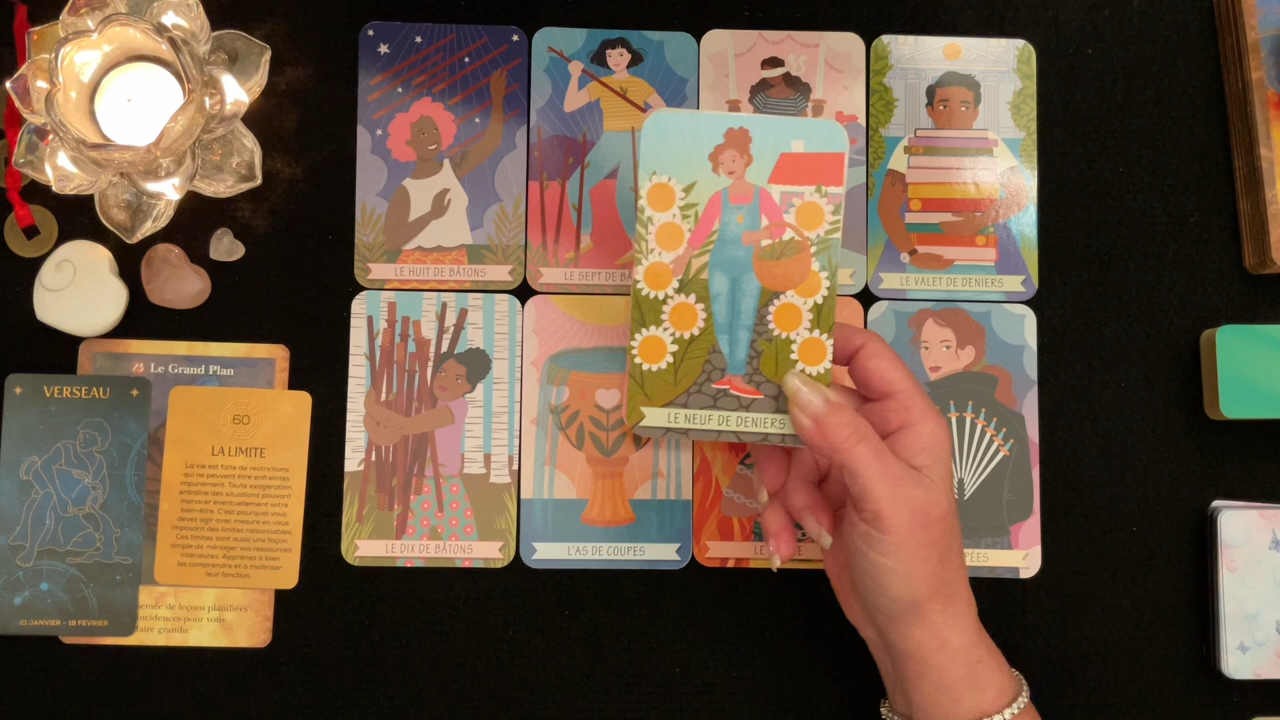 LE HUIT DE BÂTONS
LE SEPT DE BÂ
LE VALET DE DENIERS
LE NEUF DE DENIERS
LE DIX DE BÂTONS
L'AS DE COUPES
LE
PÉES
23 Le Grand Plan
VERSEAU
21 JANVIER - 18 FÉVRIER
60
LA LIMITE
La vie est faite de restrictions
qui ne peuvent être enfreintes
impunément. Toute exagération
entraîne des situations pouvant
menacer éventuellement votre
bien-être. C'est pourquoi vous
devez agir avec mesure en vous
imposant des limites raisonnables.
Ces limites sont aussi une façon
simple de ménager vos ressources
intérieures. Apprenez à bien
les connaître et à maîtriser
leur fonction.
de leçons planifiées
incidences pour vous
faire grandir.